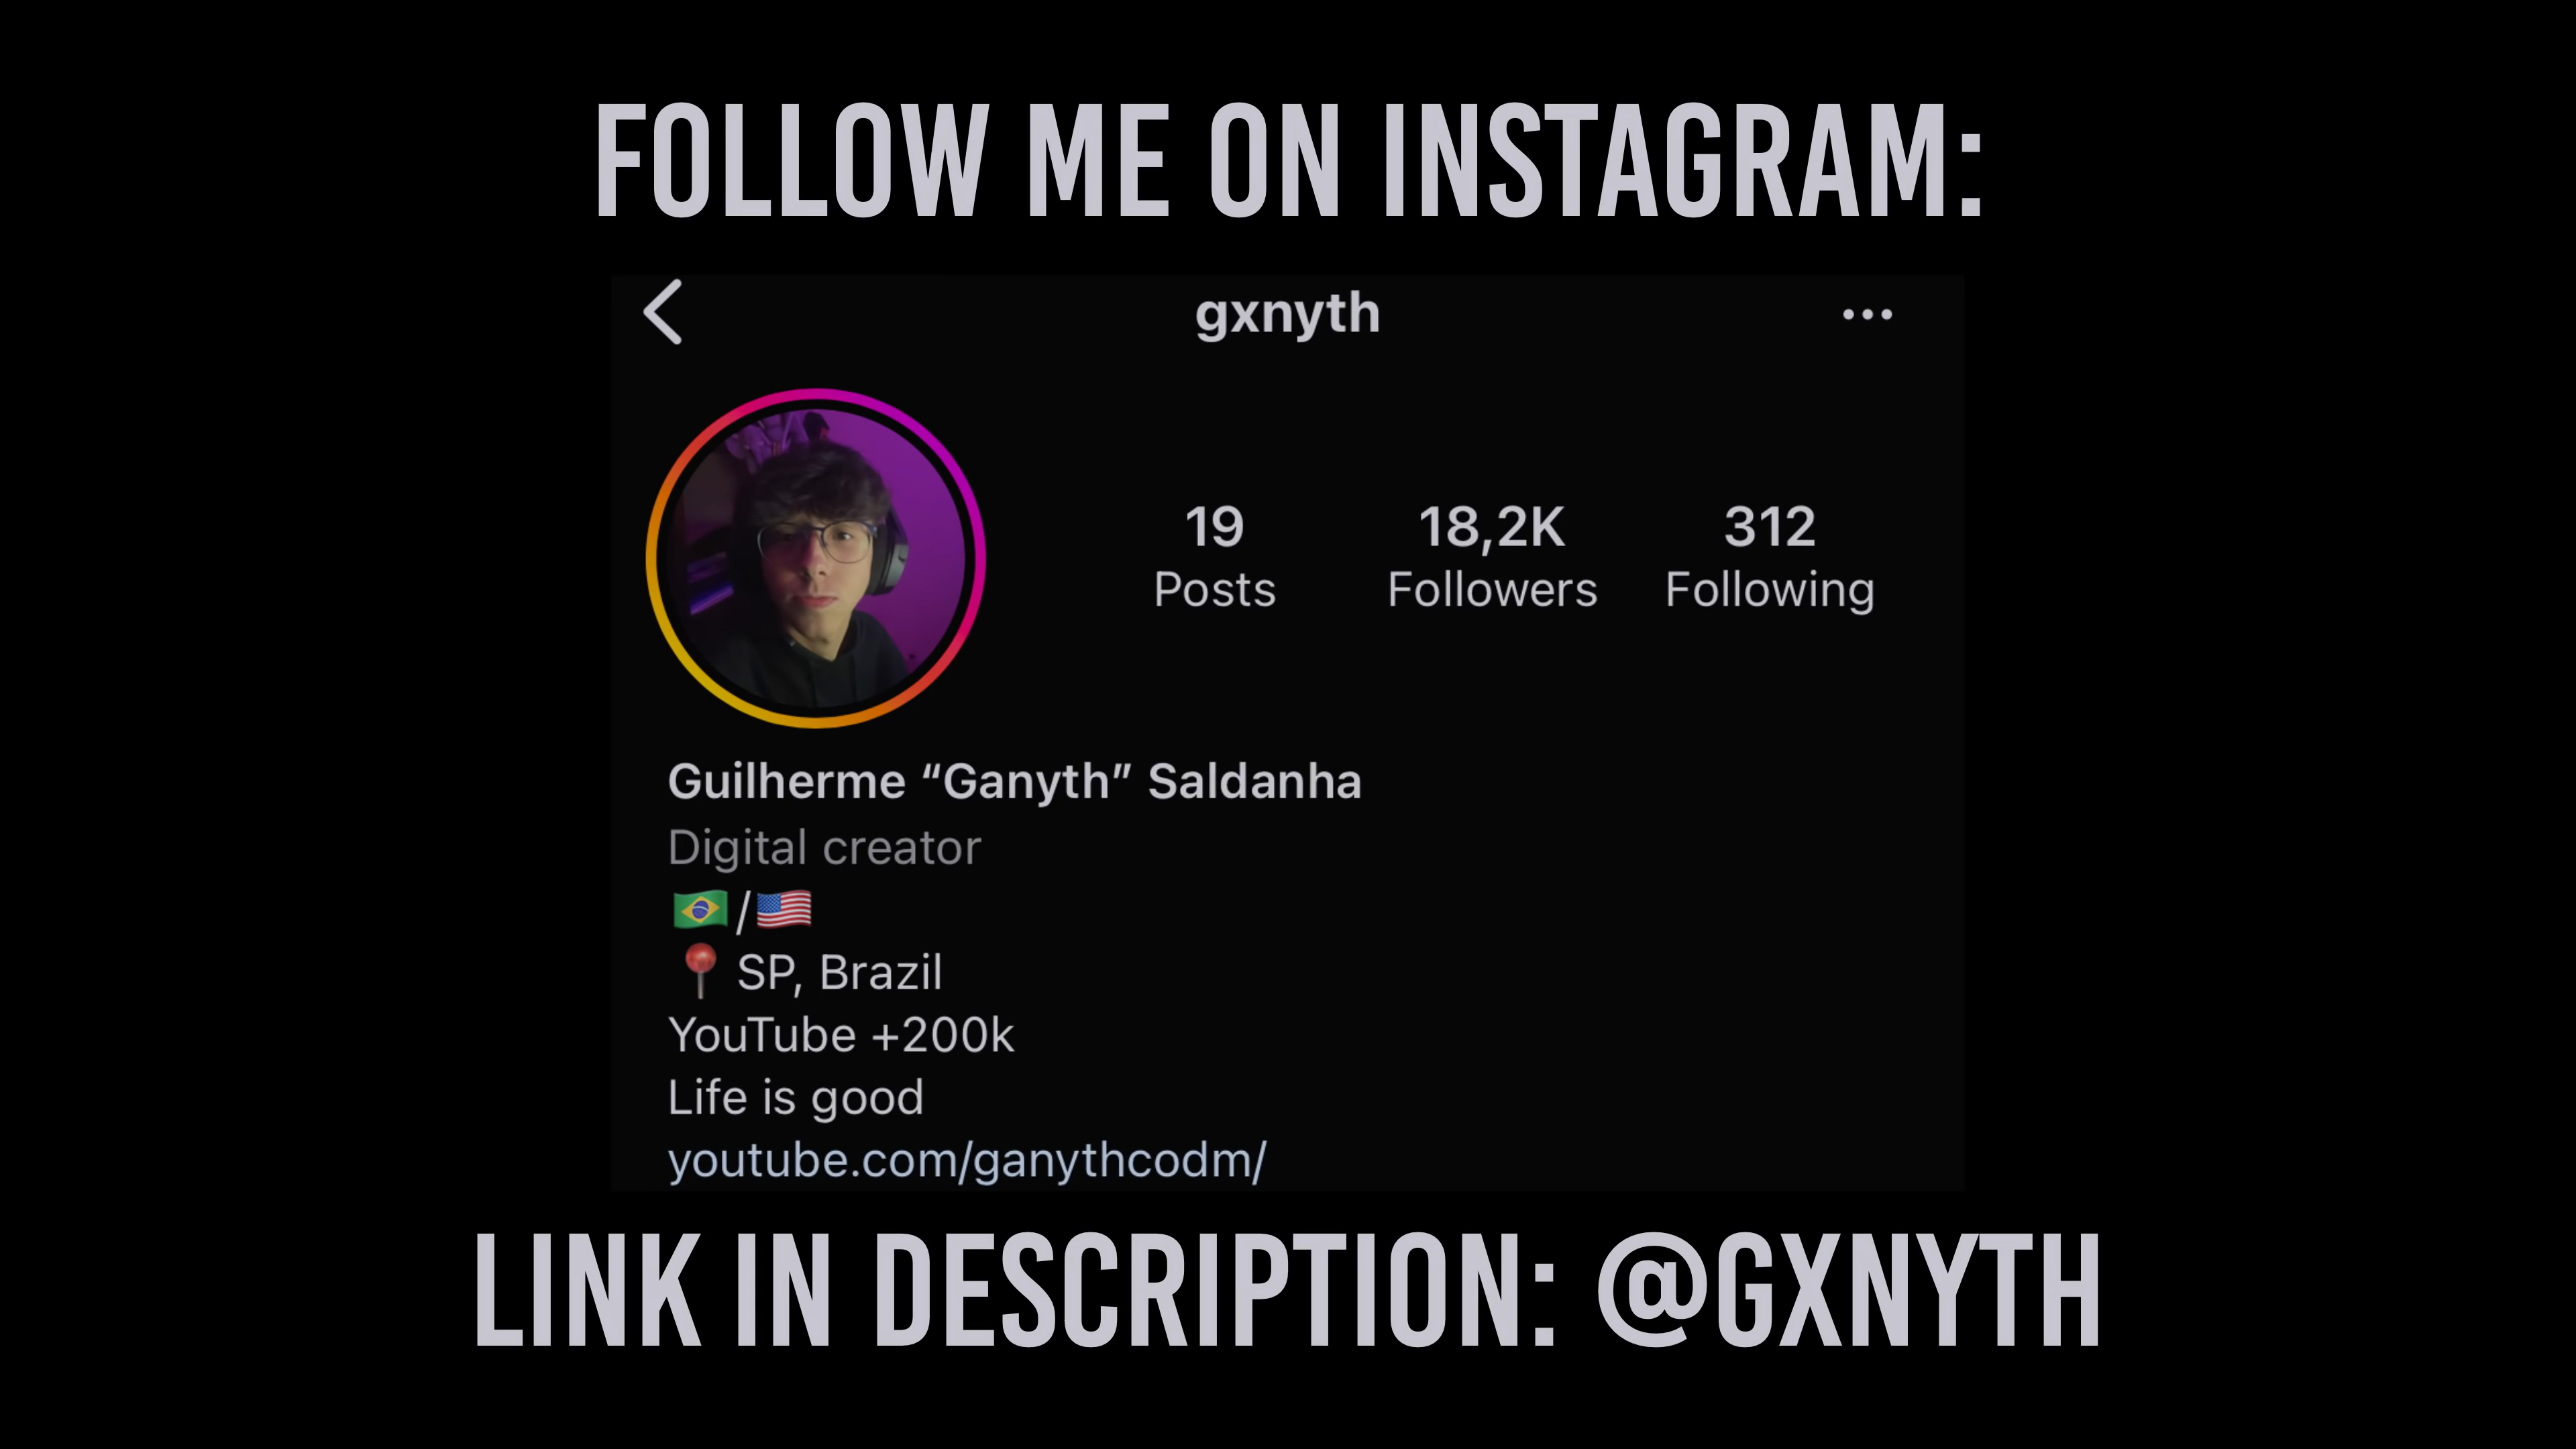 FOLLOW ME ON INSTAGRAM:
gxnyth
19 18,2K 312
Posts Followers Following
Guilherme “Ganyth” Saldanha
Digital creator
🇧🇷/🇺🇸
📍 SP, Brazil
YouTube +200k
Life is good
youtube.com/ganythcodm/
LINK IN DESCRIPTION: @GXNYTH